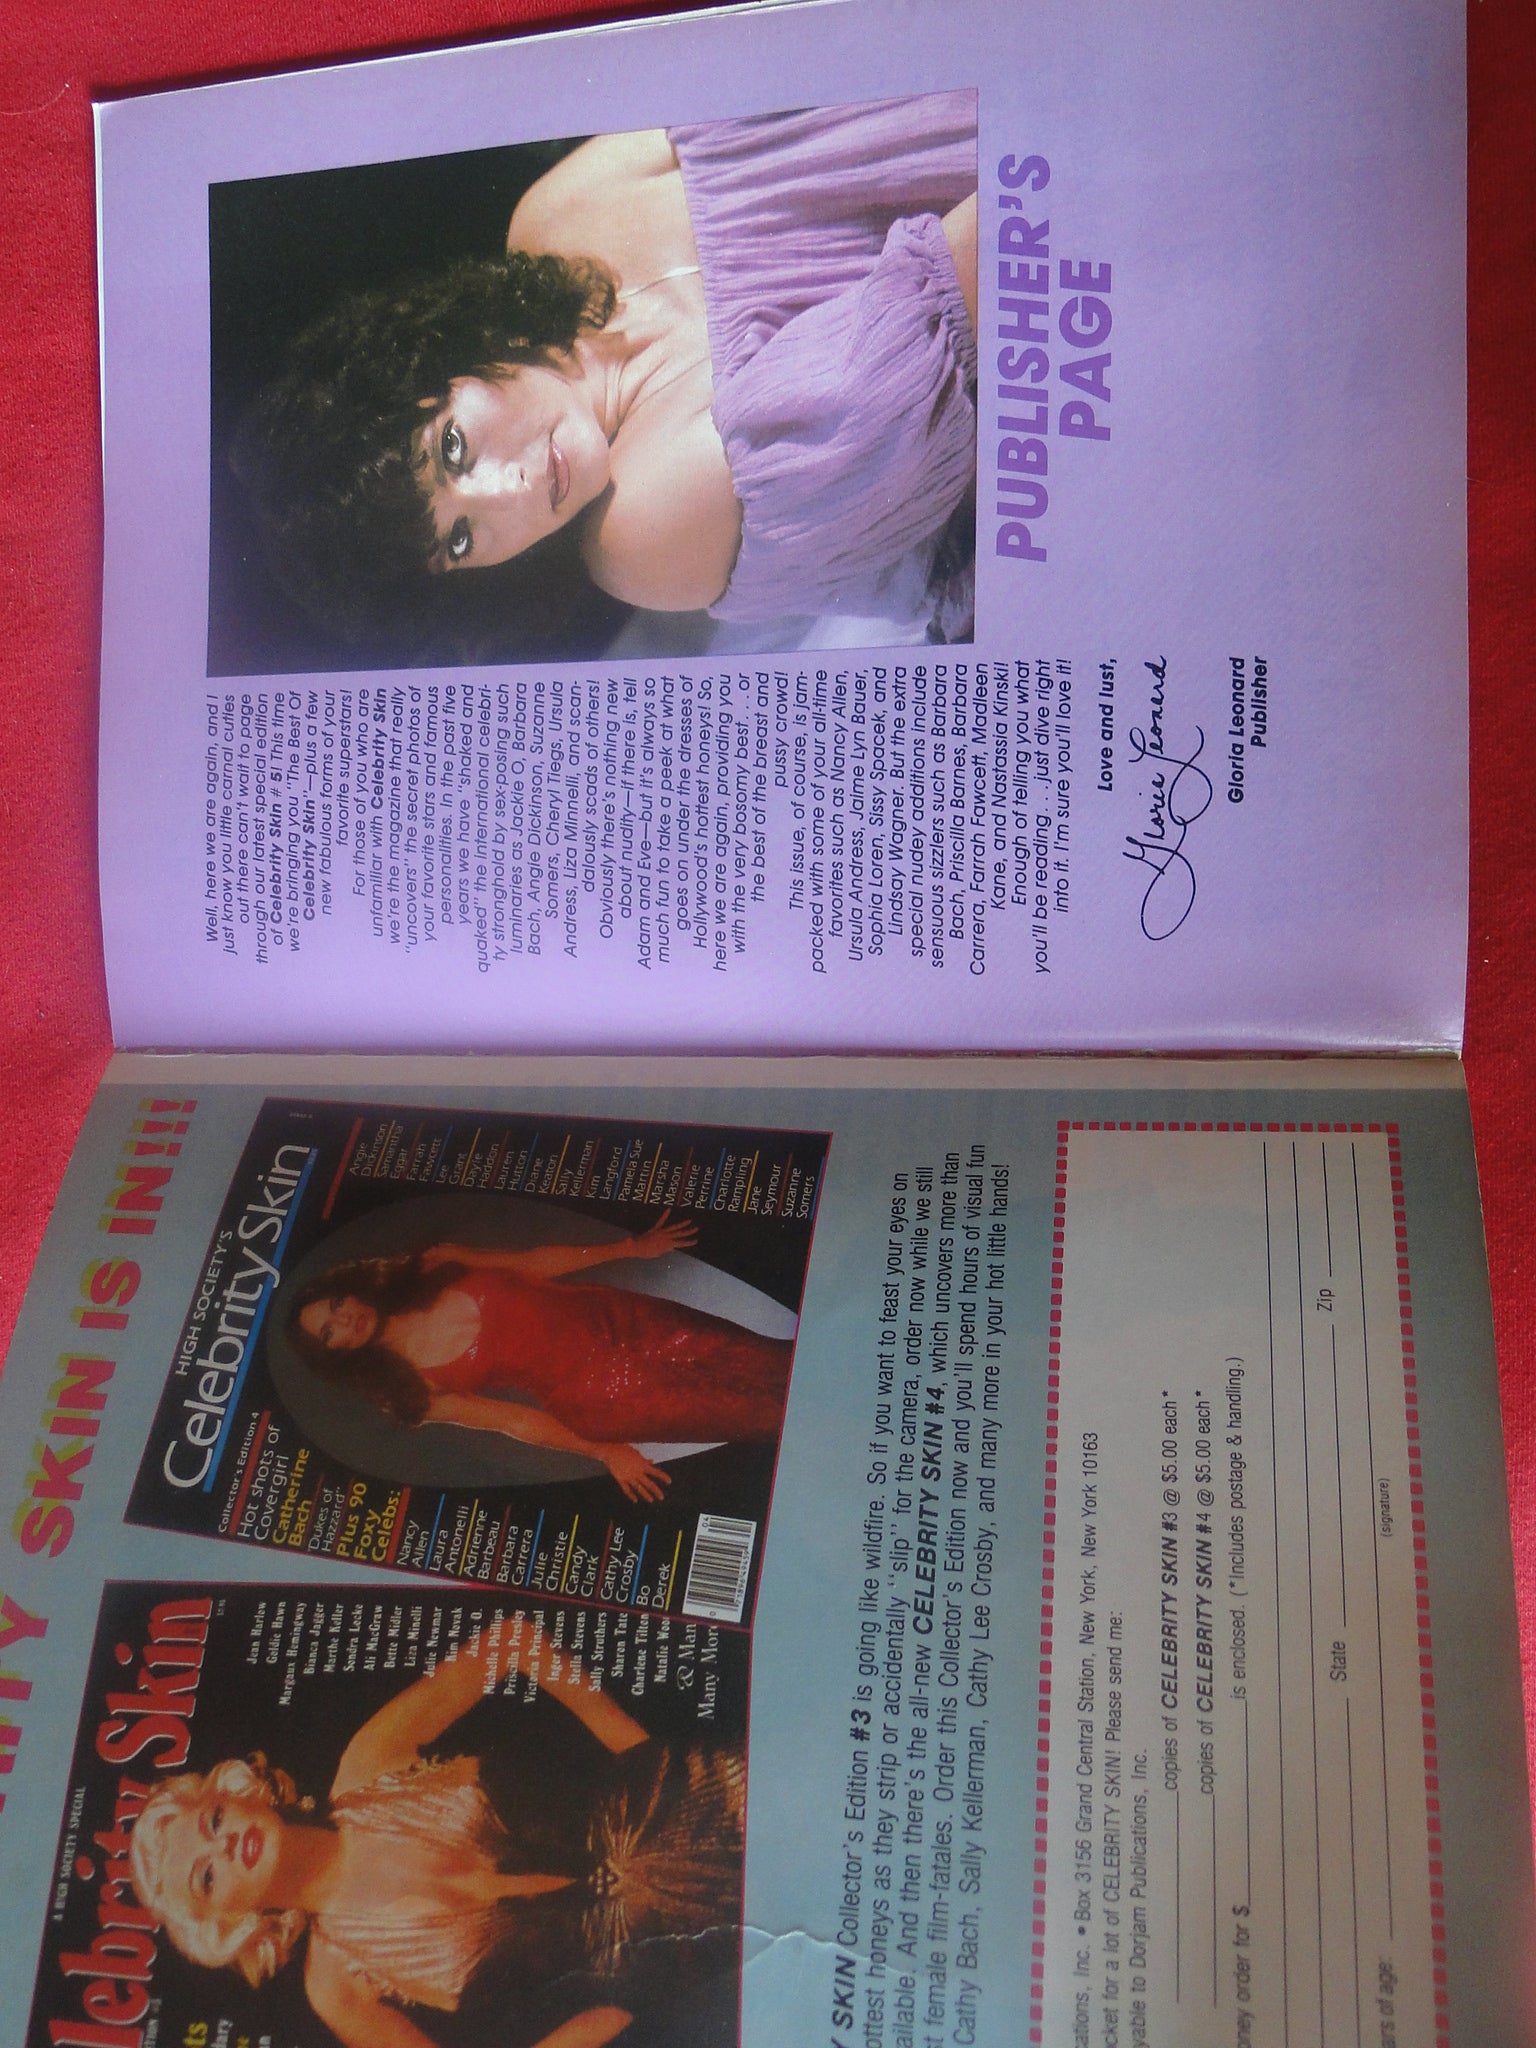 SKIN IS IN!!!
A HIGH SOCIETY SPECIAL
Skin
Jean Harlow
Goldie Hawn
Margaux Hemingway
Bianca Jagger
Marthe Keller
Sondra Locke
Ali MacGraw
Bette Midler
Liza Minelli
Julie Newmar
Kim Novak
Jackie O.
Michelle Phillips
Priscilla Presley
Victoria Principal
Inger Stevens
Stella Stevens
Sally Struthers
Sharon Tate
Charlene Tilton
& Man
Many More
HIGH SOCIETY'S
Celebrity Skin
Collector's Edition 4
Hot shots of
Covergirl
Catherine
Bach
"Dukes of
Hazzard"
Plus 90
Foxy
Celebs:
Nancy
Allen
Laura
Antonelli
Adrienne
Barbeau
Barbara
Carrera
Julie
Christie
Candy
Clark
Cathy Lee
Crosby
Bo
Derek
Angie
Dickinson
Samantha
Eggar
Farrah
Fawcett
Lee
Grant
Dayle
Haddon
Lauren
Hutton
Diane
Keaton
Sally
Kellerman
Kim
Langford
Pamela Sue
Martin
Marsha
Mason
Valerie
Perrine
Charlotte
Rampling
Jane
Seymour
Suzanne
Somers
SKIN Collector's Edition #3 is going like wildfire. So if you want to feast your eyes on
honeys as they strip or accidentally "slip" for the camera, order now while we still
And then there's the all-new CELEBRITY SKIN #4, which uncovers more than
female film-fatales. Order this Collector's Edition now and you'll spend hours of visual fun
Cathy Bach, Sally Kellerman, Cathy Lee Crosby, and many more in your hot little hands!
Inc. • Box 3156 Grand Central Station, New York, New York 10163
for a lot of CELEBRITY SKIN! Please send me:
to Dorjam Publications, Inc.
copies of CELEBRITY SKIN #3 @ $5.00 each*
copies of CELEBRITY SKIN #4 @ $5.00 each*
order for $ is enclosed. (*Includes postage & handling.)
State Zip
of age:
(signature)
Well, here we are again, and I
just know you little carnal cuties
out there can't wait to page
through our latest special edition
of Celebrity Skin # 5! This time
we're bringing you "The Best Of
Celebrity Skin"—plus a few
new fabulous forms of your
favorite superstars!
For those of you who are
unfamiliar with Celebrity Skin
we're the magazine that really
"uncovers" the secret photos of
your favorite stars and famous
personalities. In the past five
years we have "shaked and
quaked" the international celebri-
ty stronghold by sex-posing such
luminaries as Jackie O, Barbara
Bach, Angie Dickinson, Suzanne
Somers, Cheryl Tiegs, Ursula
Andress, Liza Minnelli, and scan-
dalously scads of others!
Obviously there's nothing new
about nudity—if there is, tell
Adam and Eve—but it's always so
much fun to take a peek at what
goes on under the dresses of
Hollywood's hottest honeys! So,
here we are again, providing you
with the very bosomy best. . .or
the best of the breast and
pussy crowd!
This issue, of course, is jam-
packed with some of your all-time
favorites such as Nancy Allen,
Ursula Andress, Jaime Lyn Bauer,
Sophia Loren, Sissy Spacek, and
Lindsay Wagner. But the extra
special nudey additions include
sensuous sizzlers such as Barbara
Bach, Priscilla Barnes, Barbara
Carrera, Farrah Fawcett, Madleen
Kane, and Nastassia Kinski!
Enough of telling you what
you'll be reading. . .just dive right
into it. I'm sure you'll love it!
Love and lust,
Gloria Leonard
Gloria Leonard
Publisher
PUBLISHER'S
PAGE